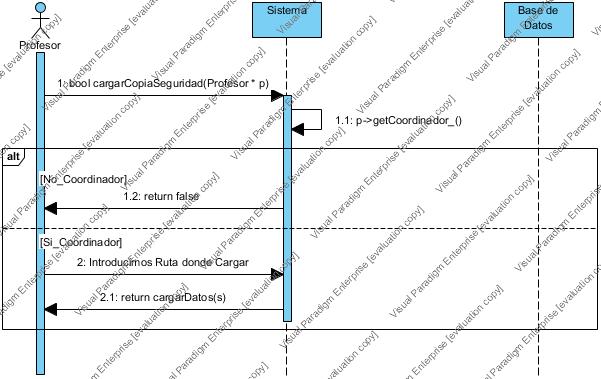 Sistema
Base de
Datos
Profesor
1: bool cargarCopiaSeguridad(Profesor * p)
1.1: p->getCoordinador_()
alt
[No_Coordinador]
1.2: return false
[Si_Coordinador]
2: Introducimos Ruta donde Cargar
2.1: return cargarDatos(s)
Visual Paradigm Enterprise [evaluation copy]